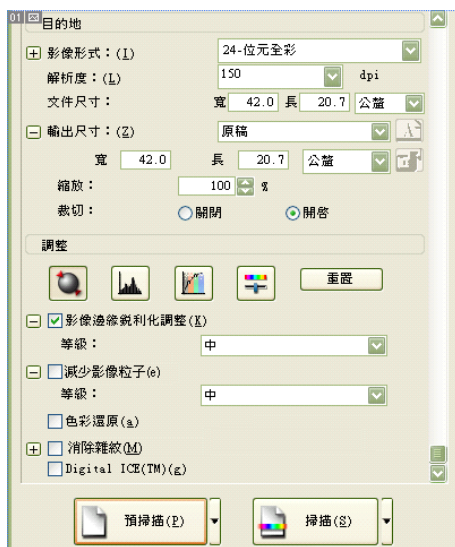 01
目的地
影像形式：(I) 24-位元全彩
解析度：(L) 150 dpi
文件尺寸： 寬 42.0 長 20.7 公釐
輸出尺寸：(Z) 原稿
寬 42.0 長 20.7 公釐
縮放： 100 %
裁切： 關閉 開啓
調整
重置
影像邊緣銳利化調整(K)
等級： 中
減少影像粒子(e)
等級： 中
色彩還原(a)
消除雜紋(M)
Digital ICE(TM)(g)
預掃描(P) 掃描(S)